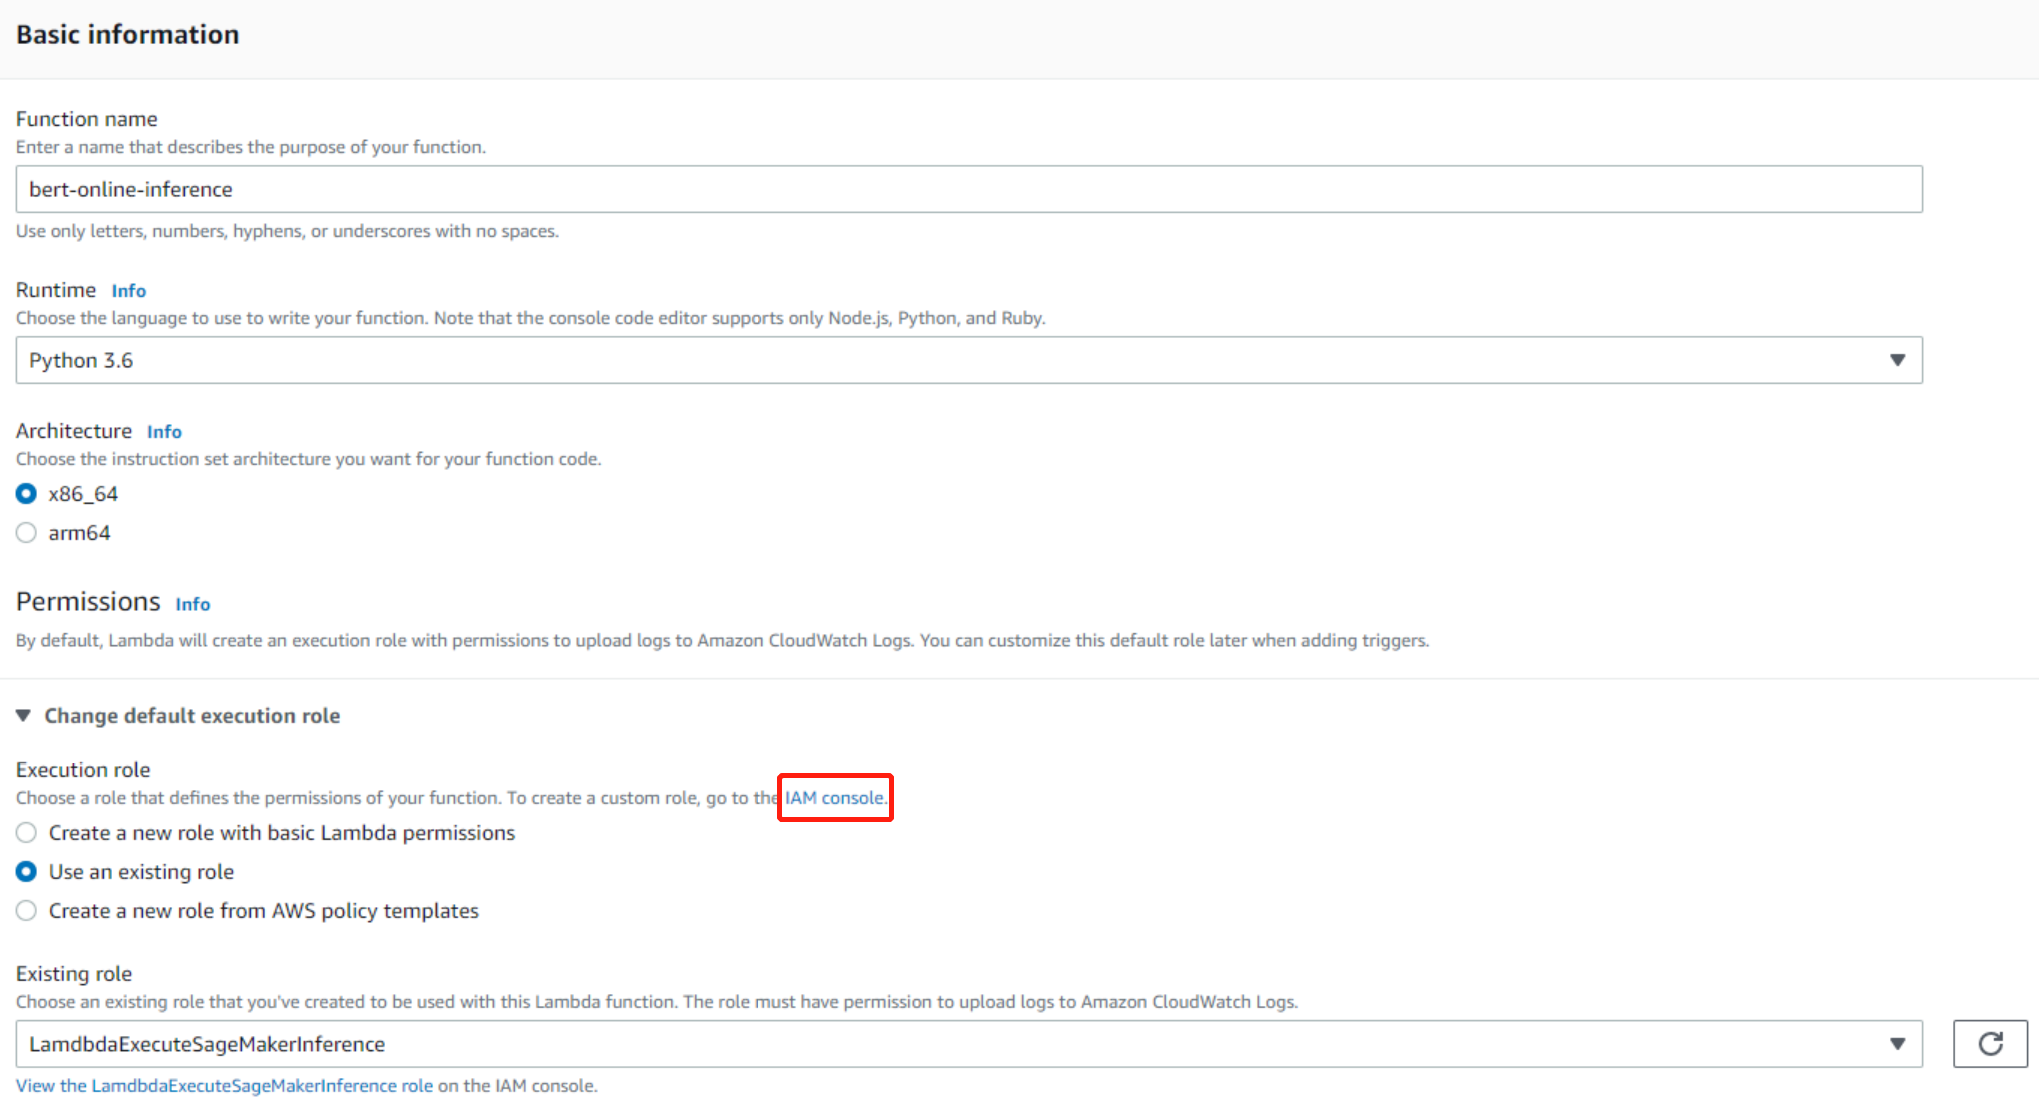 Basic information
Function name
Enter a name that describes the purpose of your function.
bert-online-inference
Use only letters, numbers, hyphens, or underscores with no spaces.
Runtime Info
Choose the language to use to write your function. Note that the console code editor supports only Node.js, Python, and Ruby.
Python 3.6
Architecture Info
Choose the instruction set architecture you want for your function code.
x86_64
arm64
Permissions Info
By default, Lambda will create an execution role with permissions to upload logs to Amazon CloudWatch Logs. You can customize this default role later when adding triggers.
Change default execution role
Execution role
Choose a role that defines the permissions of your function. To create a custom role, go to the IAM console.
Create a new role with basic Lambda permissions
Use an existing role
Create a new role from AWS policy templates
Existing role
Choose an existing role that you've created to be used with this Lambda function. The role must have permission to upload logs to Amazon CloudWatch Logs.
LamdbdaExecuteSageMakerInference
View the LamdbdaExecuteSageMakerInference role on the IAM console.